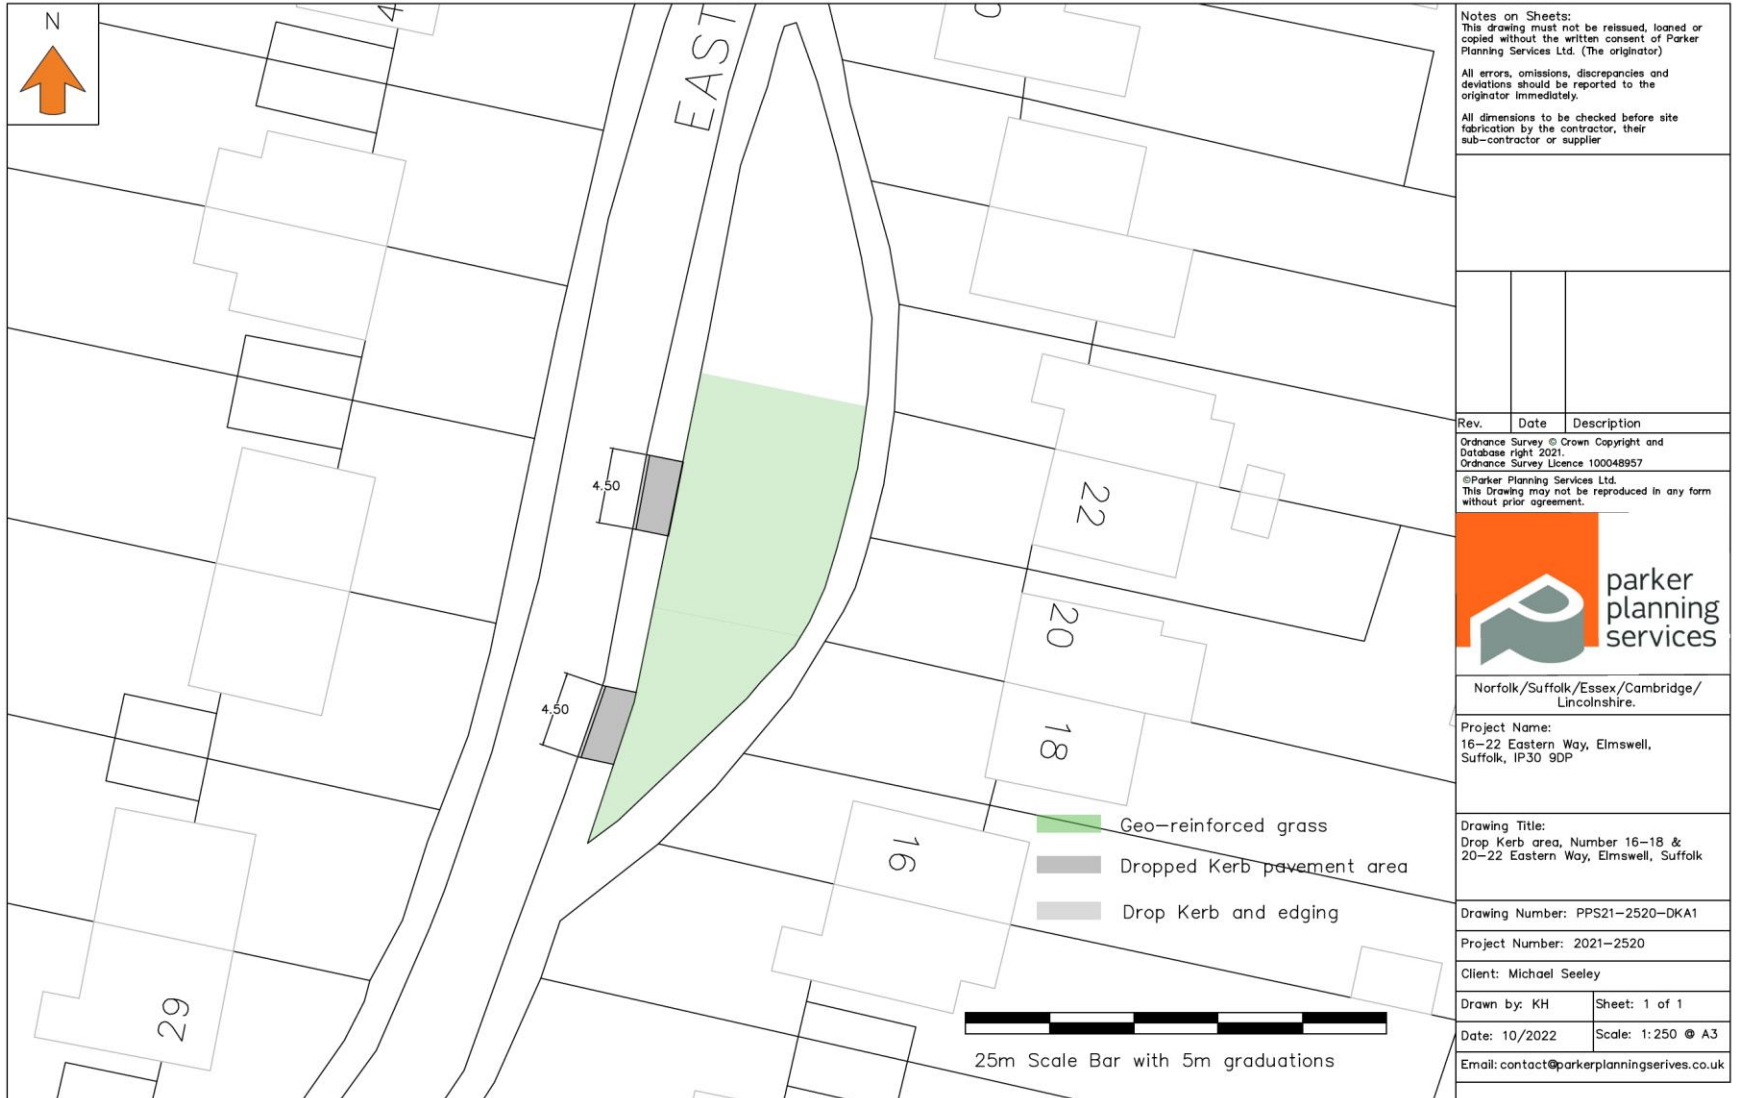 N
4
EAST
4.50
4.50
22
20
18
16
29
Geo-reinforced grass
Dropped Kerb pavement area
Drop Kerb and edging
25m Scale Bar with 5m graduations
Notes on Sheets:
This drawing must not be reissued, loaned or
copied without the written consent of Parker
Planning Services Ltd. (The originator)
All errors, omissions, discrepancies and
deviations should be reported to the
originator immediately.
All dimensions to be checked before site
fabrication by the contractor, their
sub-contractor or supplier
Rev. Date Description
Ordnance Survey © Crown Copyright and
Database right 2021.
Ordnance Survey Licence 100048957
©Parker Planning Services Ltd.
This Drawing may not be reproduced in any form
without prior agreement.
parker
planning
services
Norfolk/Suffolk/Essex/Cambridge/
Lincolnshire.
Project Name:
16-22 Eastern Way, Elmswell,
Suffolk, IP30 9DP
Drawing Title:
Drop Kerb area, Number 16-18 &
20-22 Eastern Way, Elmswell, Suffolk
Drawing Number: PPS21-2520-DKA1
Project Number: 2021-2520
Client: Michael Seeley
Drawn by: KH Sheet: 1 of 1
Date: 10/2022 Scale: 1:250 @ A3
Email: contact@parkerplanningserives.co.uk